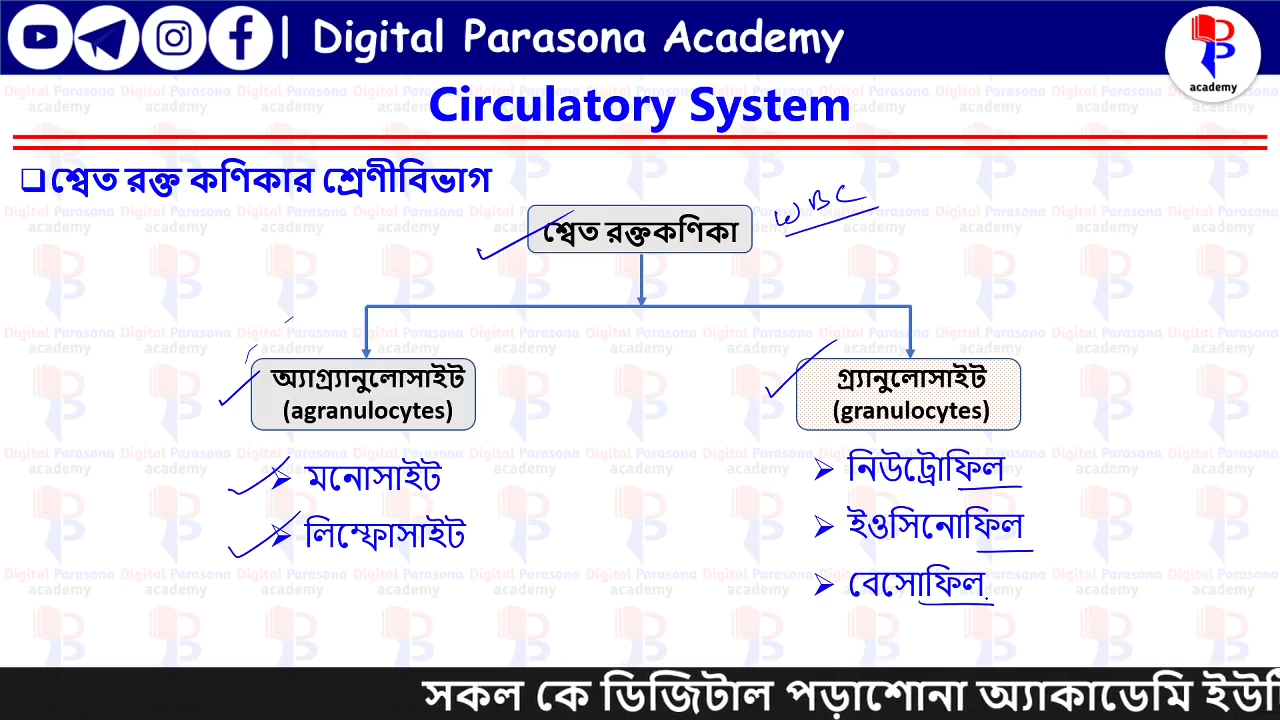 | Digital Parasona Academy
academy
Circulatory System
❑শ্বেত রক্ত কণিকার শ্রেণীবিভাগ
শ্বেত রক্তকণিকা
WBC
অ্যাগ্র্যানুলোসাইট
(agranulocytes)
গ্র্যানুলোসাইট
(granulocytes)
➢ মনোসাইট
➢ লিম্ফোসাইট
➢ নিউট্রোফিল
➢ ইওসিনোফিল
➢ বেসোফিল
সকল কে ডিজিটাল পড়াশোনা অ্যাকাডেমি